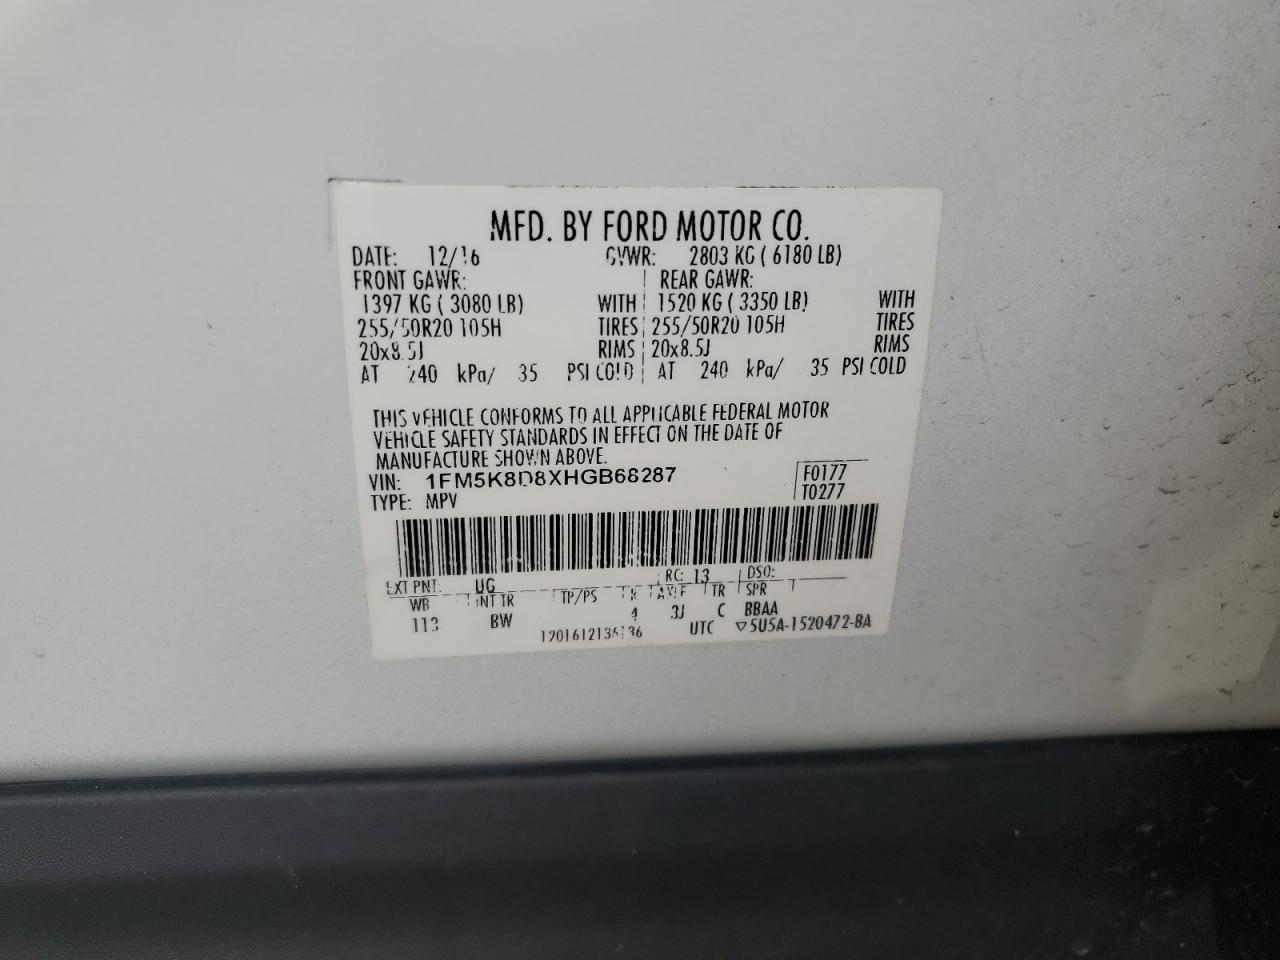 MFD. BY FORD MOTOR CO.
DATE: 12/16 GVWR: 2803 KG ( 6180 LB)
FRONT GAWR: REAR GAWR:
1397 KG ( 3080 LB) WITH 1520 KG ( 3350 LB) WITH
255/50R20 105H TIRES 255/50R20 105H TIRES
20x8.5J RIMS 20x8.5J RIMS
AT 240 kPa/ 35 PSI COLD AT 240 kPa/ 35 PSI COLD
THIS VEHICLE CONFORMS TO ALL APPLICABLE FEDERAL MOTOR
VEHICLE SAFETY STANDARDS IN EFFECT ON THE DATE OF
MANUFACTURE SHOWN ABOVE.
VIN: 1FM5K8D8XHGB68287 F0177
TYPE: MPV T0277
EXT PNT: UG RC: 13 DSO:
WB INT TR TP/PS R AXLE TR SPR
113 BW 4 3J C BBAA
UTC ▽5U5A-1520472-BA